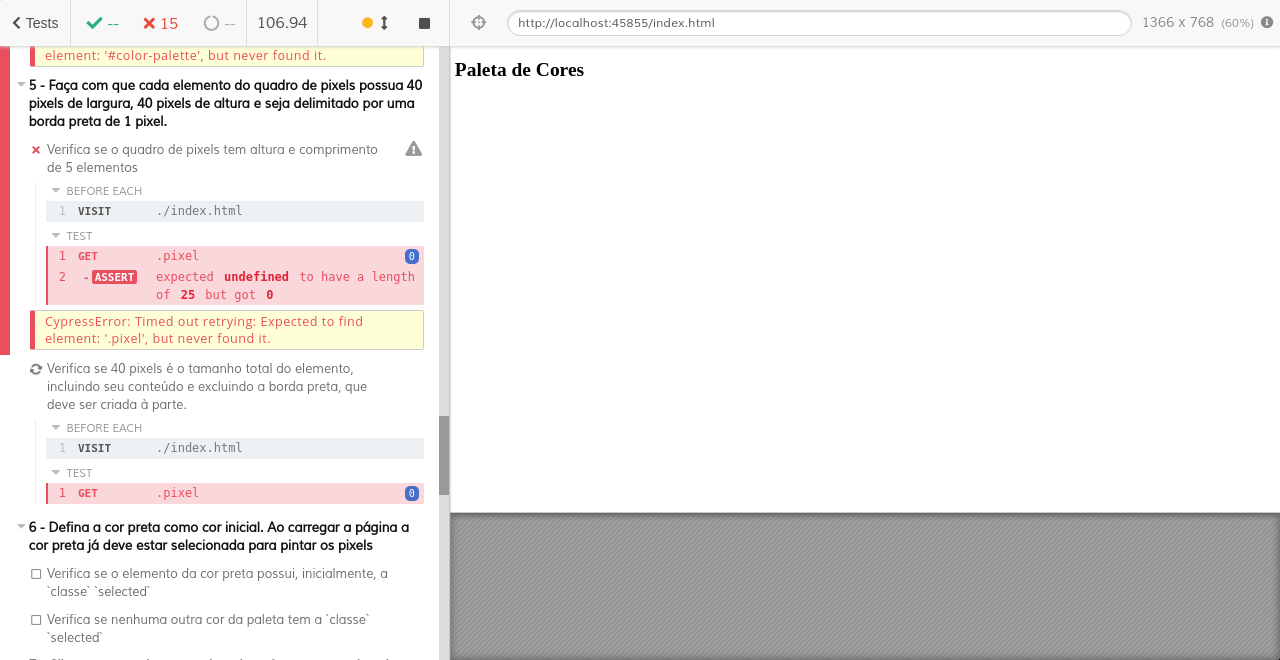 Tests
--
15
--
106.94
http://localhost:45855/index.html
1366 x 768 (60%)
element: '#color-palette', but never found it.
5 - Faça com que cada elemento do quadro de pixels possua 40
pixels de largura, 40 pixels de altura e seja delimitado por uma
borda preta de 1 pixel.
Verifica se o quadro de pixels tem altura e comprimento
de 5 elementos
BEFORE EACH
1 VISIT ./index.html
TEST
1 GET .pixel 0
2 -ASSERT expected undefined to have a length
of 25 but got 0
CypressError: Timed out retrying: Expected to find
element: '.pixel', but never found it.
Verifica se 40 pixels é o tamanho total do elemento,
incluindo seu conteúdo e excluindo a borda preta, que
deve ser criada à parte.
BEFORE EACH
1 VISIT ./index.html
TEST
1 GET .pixel 0
6 - Defina a cor preta como cor inicial. Ao carregar a página a
cor preta já deve estar selecionada para pintar os pixels
Verifica se o elemento da cor preta possui, inicialmente, a
`classe` `selected`
Verifica se nenhuma outra cor da paleta tem a `classe`
`selected`
Paleta de Cores